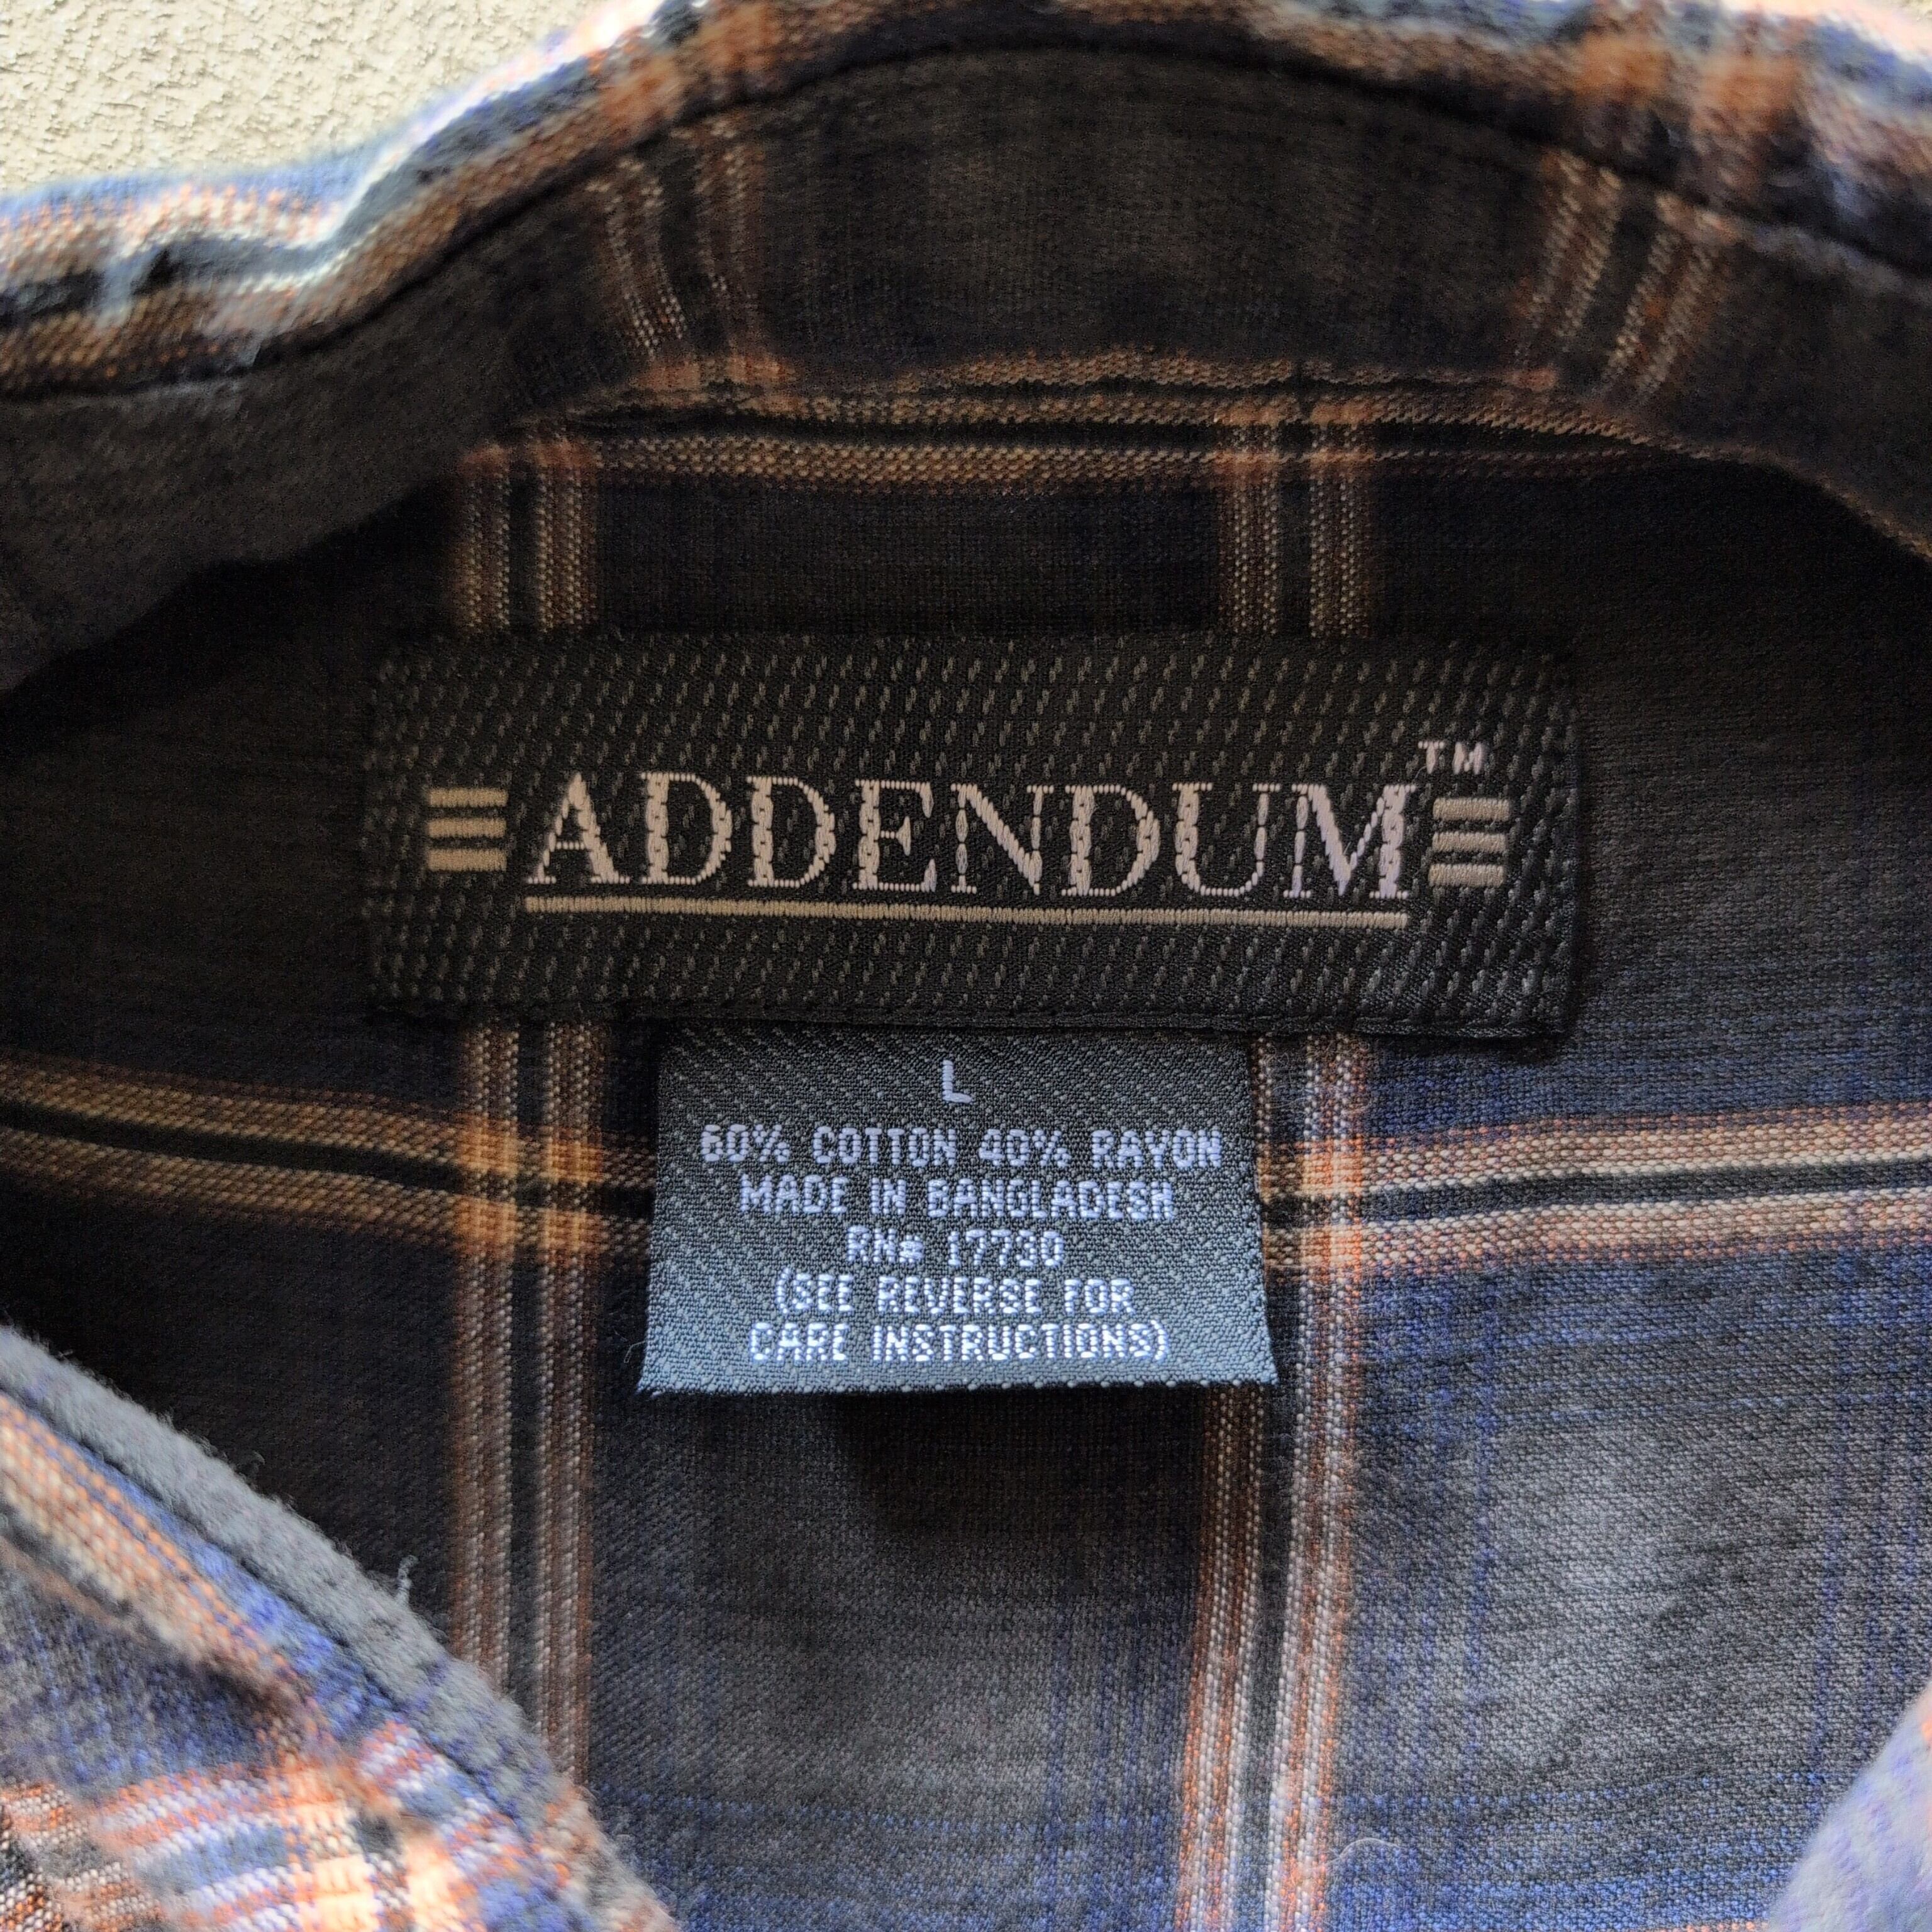 ADDENDUM™
L
60% COTTON 40% RAYON
MADE IN BANGLADESH
RN# 17730
(SEE REVERSE FOR
CARE INSTRUCTIONS)